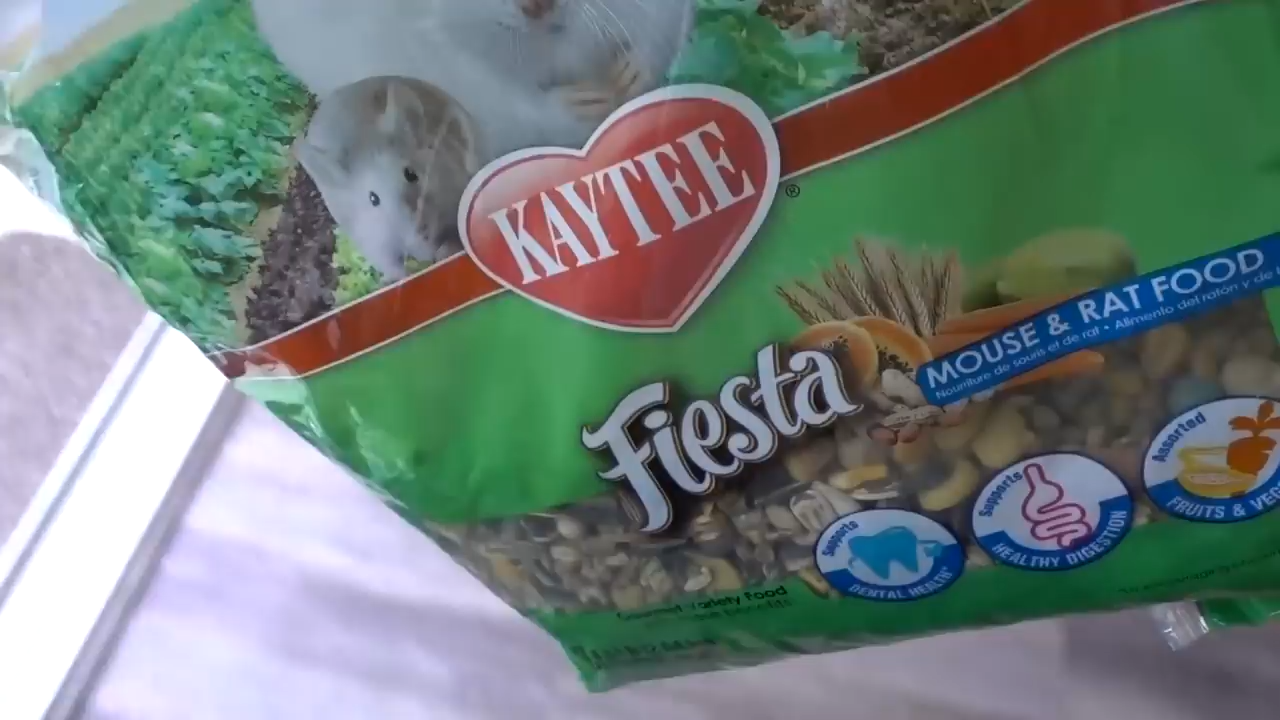 KAYTEE
®
Fiesta
MOUSE & RAT FOOD
Nourriture de souris et de rat • Alimento del ratón y de
Assorted
FRUITS &
Supports
HEALTHY DIGESTION
Supports
DENTAL HEALTH
Gourmet Variety Food